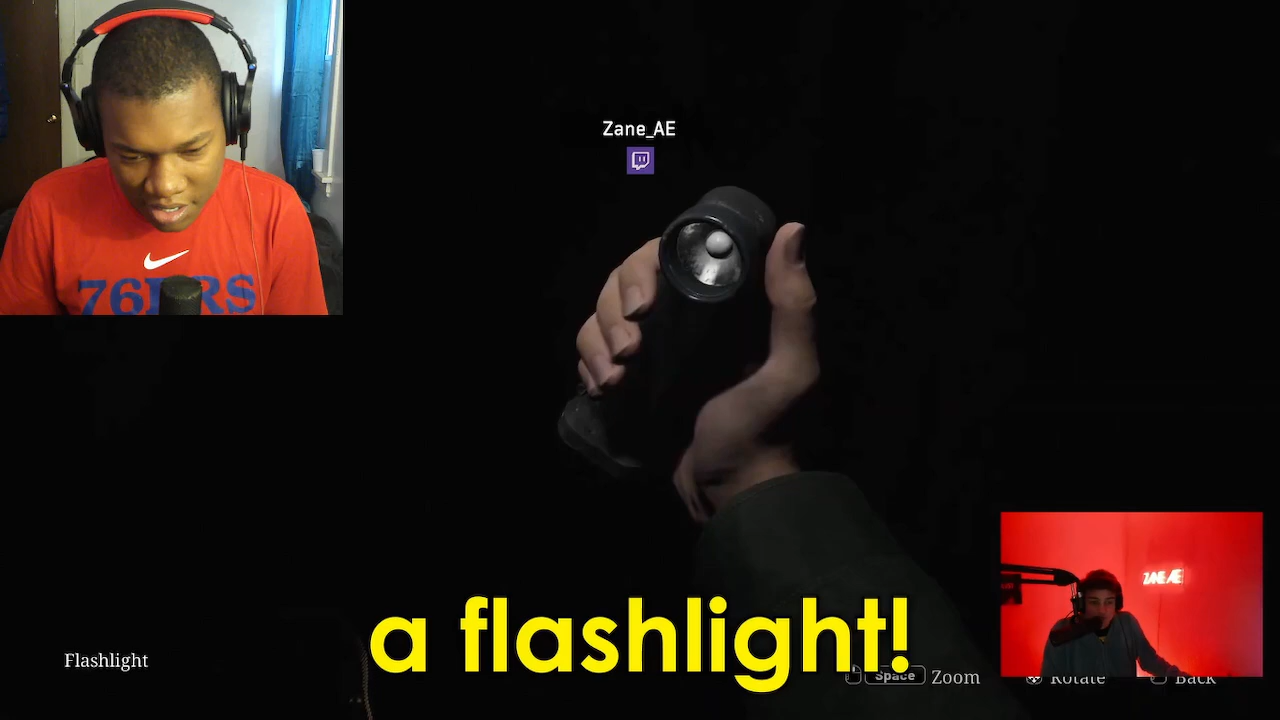 Zane_AE
76ERS
ZANE Æ
a flashlight!
Flashlight
Space Zoom
Rotate
Back